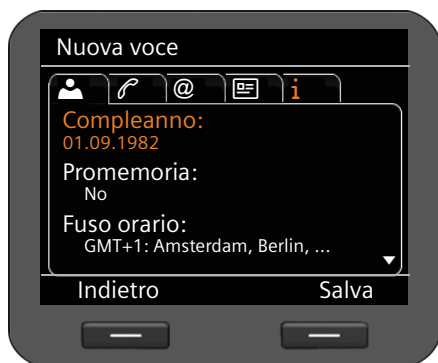 Nuova voce
@ i
Compleanno:
01.09.1982
Promemoria:
No
Fuso orario:
GMT+1: Amsterdam, Berlin, ...
Indietro Salva